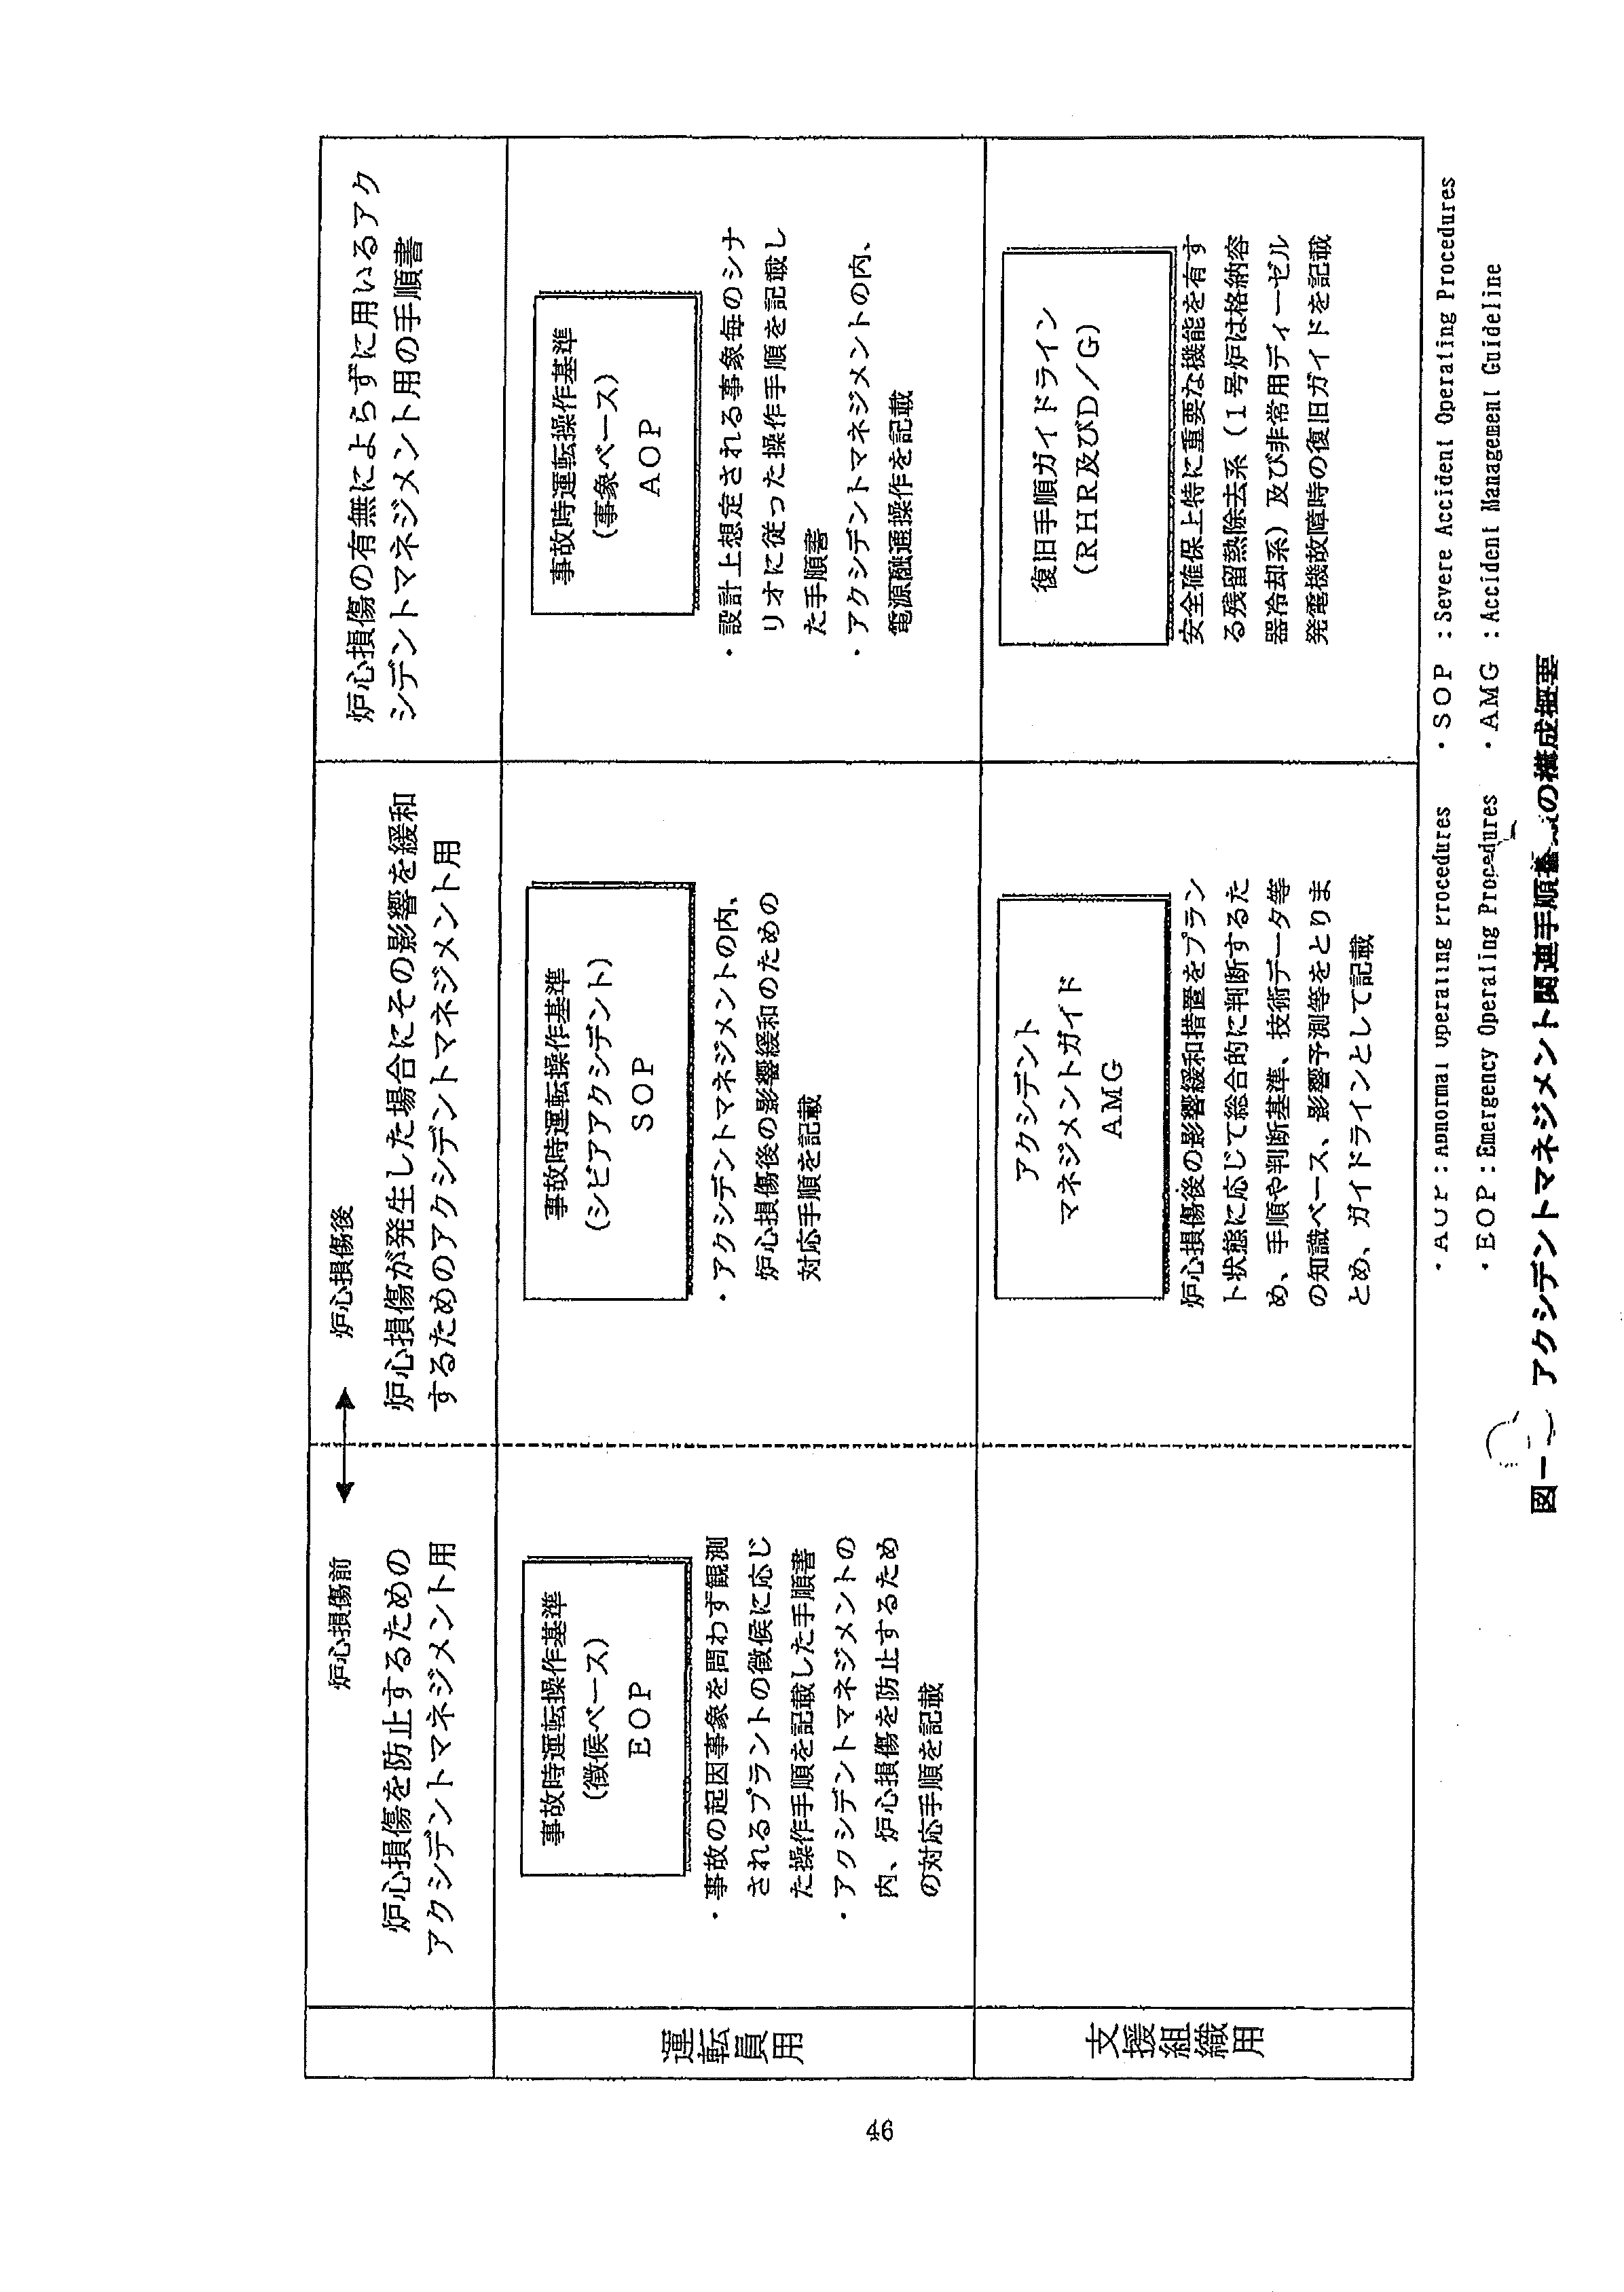 炉心損傷前
炉心損傷後
炉心損傷を防止するための
アクシデントマネジメント用
炉心損傷が発生した場合にその影響を緩和
するためのアクシデントマネジメント用
炉心損傷の有無によらずに用いるアク
シデントマネジメント用の手順書
運転員用
事故時運転操作基準
(徴候ベース)
EOP
・事故の起因事象を問わず観測
されるプラントの徴候に応じ
た操作手順を記載した手順書
・アクシデントマネジメントの
内、炉心損傷を防止するため
の対応手順を記載
事故時運転操作基準
(シビアアクシデント)
SOP
・アクシデントマネジメントの内、
炉心損傷後の影響緩和のための
対応手順を記載
事故時運転操作基準
(事象ベース)
AOP
・設計上想定される事象毎のシナ
リオに従った操作手順を記載し
た手順書
・アクシデントマネジメントの内、
電源融通操作を記載
支援組織用
アクシデント
マネジメントガイド
AMG
炉心損傷後の影響緩和措置をプラン
ト状態に応じて総合的に判断するた
め、手順や判断基準、技術データ等
の知識ベース、影響予測等をとりま
とめ、ガイドラインとして記載
復旧手順ガイドライン
(RHR及びD/G)
安全確保上特に重要な機能を有す
る残留熱除去系(1号炉は格納容
器冷却系)及び非常用ディーゼル
発電機故障時の復旧ガイドを記載
・AOP:Abnormal Operating Procedures
・SOP :Severe Accident Operating Procedures
・EOP:Emergency Operating Procedures
・AMG :Accident Management Guideline
図- アクシデントマネジメント関連手順書の構成概要
46